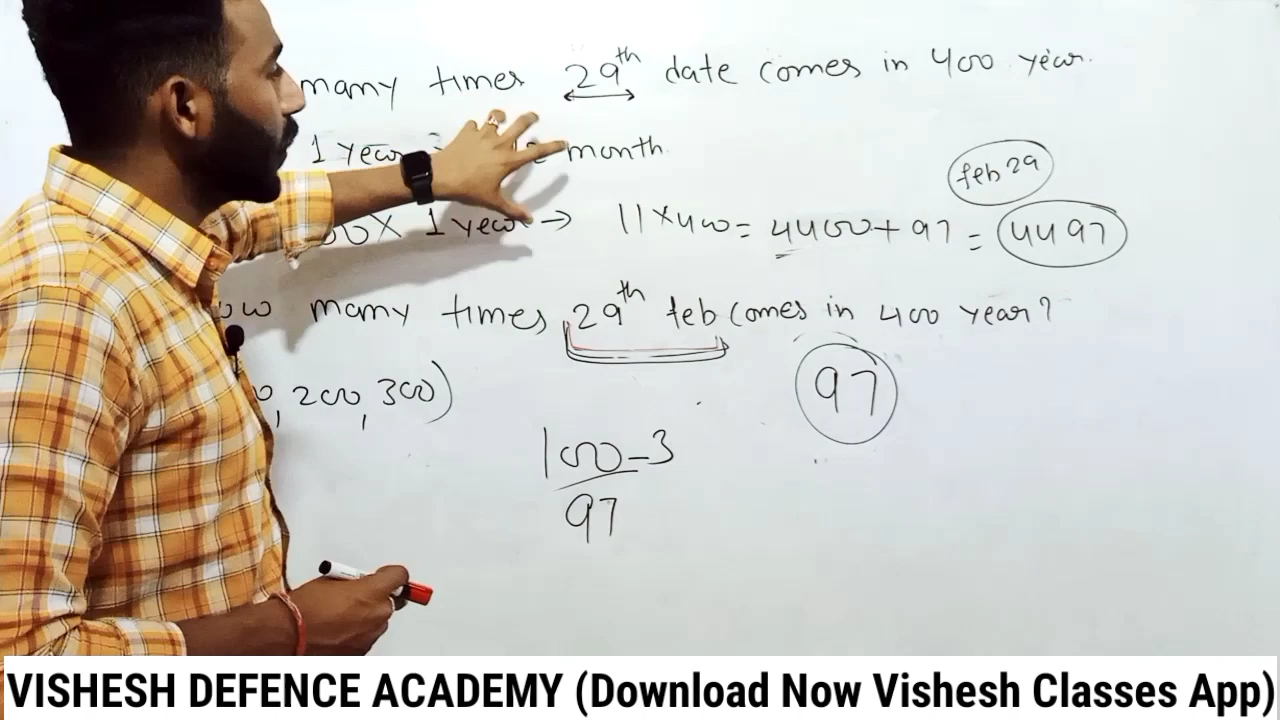 many times 29th date comes in 400 year.
1 year month.
× 1 year → 11 × 400 = 4400 + 97 = 4497
feb 29
many times 29th feb comes in 400 year?
, 200, 300)
97
100-3
97
VISHESH DEFENCE ACADEMY (Download Now Vishesh Classes App)